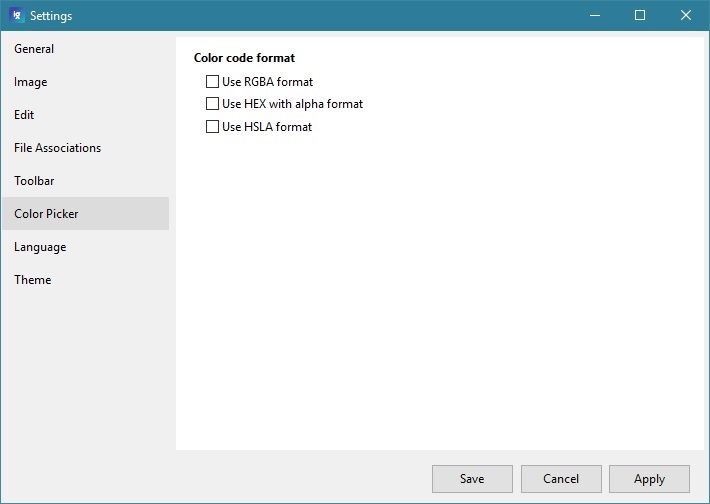 Settings
General
Image
Edit
File Associations
Toolbar
Color Picker
Language
Theme
Color code format
Use RGBA format
Use HEX with alpha format
Use HSLA format
Save Cancel Apply